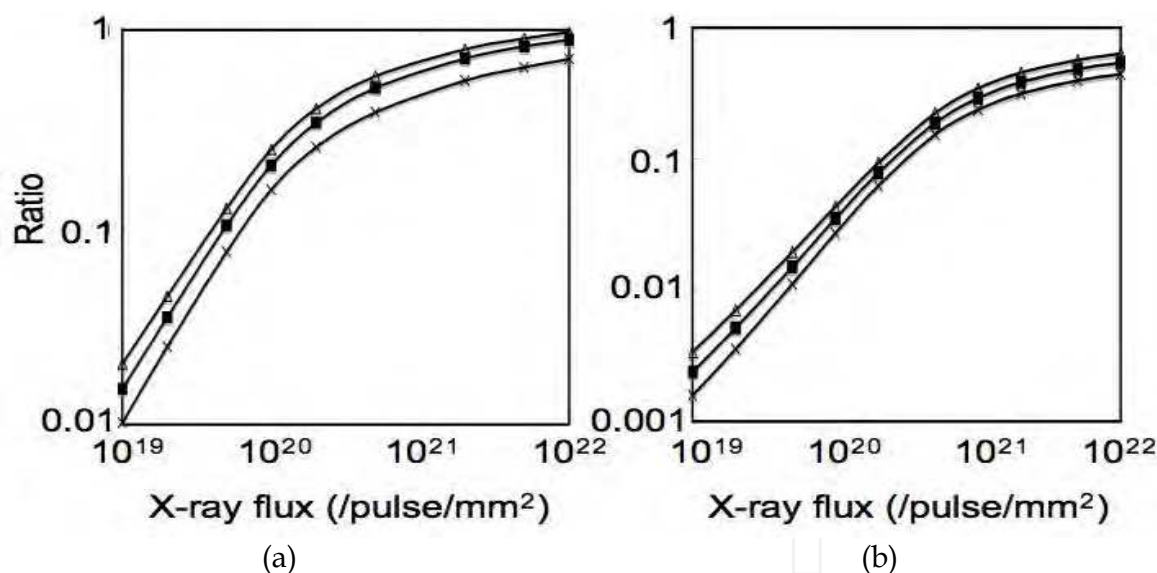 1
Ratio
0.1
0.01
10¹⁹ 10²⁰ 10²¹ 10²²
X-ray flux (/pulse/mm²)
(a)
1
0.1
0.01
0.001
10¹⁹ 10²⁰ 10²¹ 10²²
X-ray flux (/pulse/mm²)
(b)